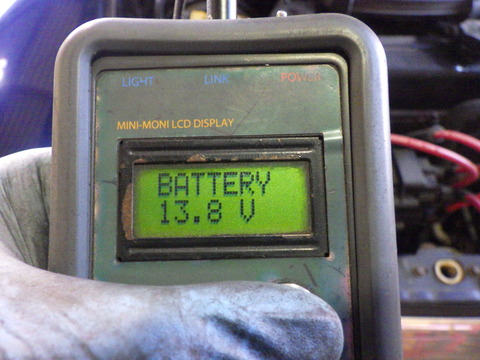 LIGHT LINK POWER
MINI-MONI LCD DISPLAY
BATTERY
13.8 V